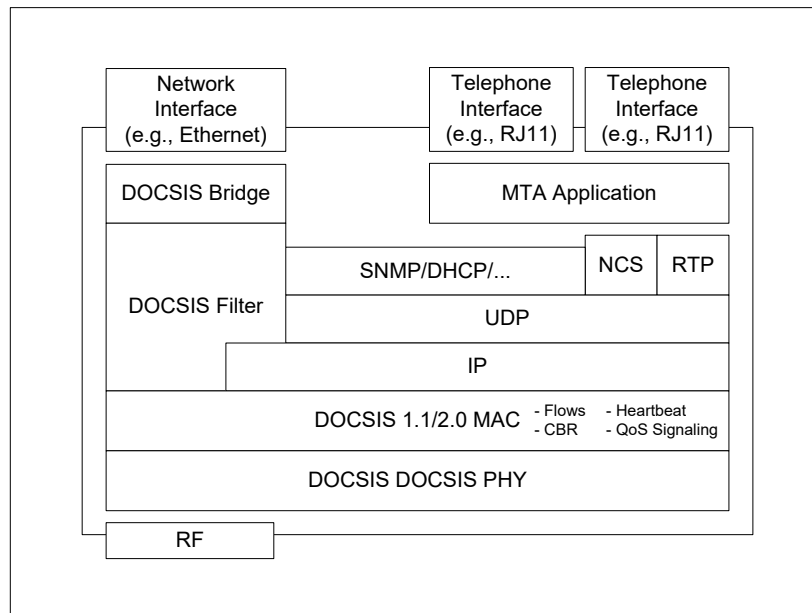 Network
Interface
(e.g., Ethernet)
Telephone
Interface
(e.g., RJ11)
Telephone
Interface
(e.g., RJ11)
DOCSIS Bridge
MTA Application
SNMP/DHCP/...
NCS
RTP
DOCSIS Filter
UDP
IP
DOCSIS 1.1/2.0 MAC
- Flows
- CBR
- Heartbeat
- QoS Signaling
DOCSIS DOCSIS PHY
RF